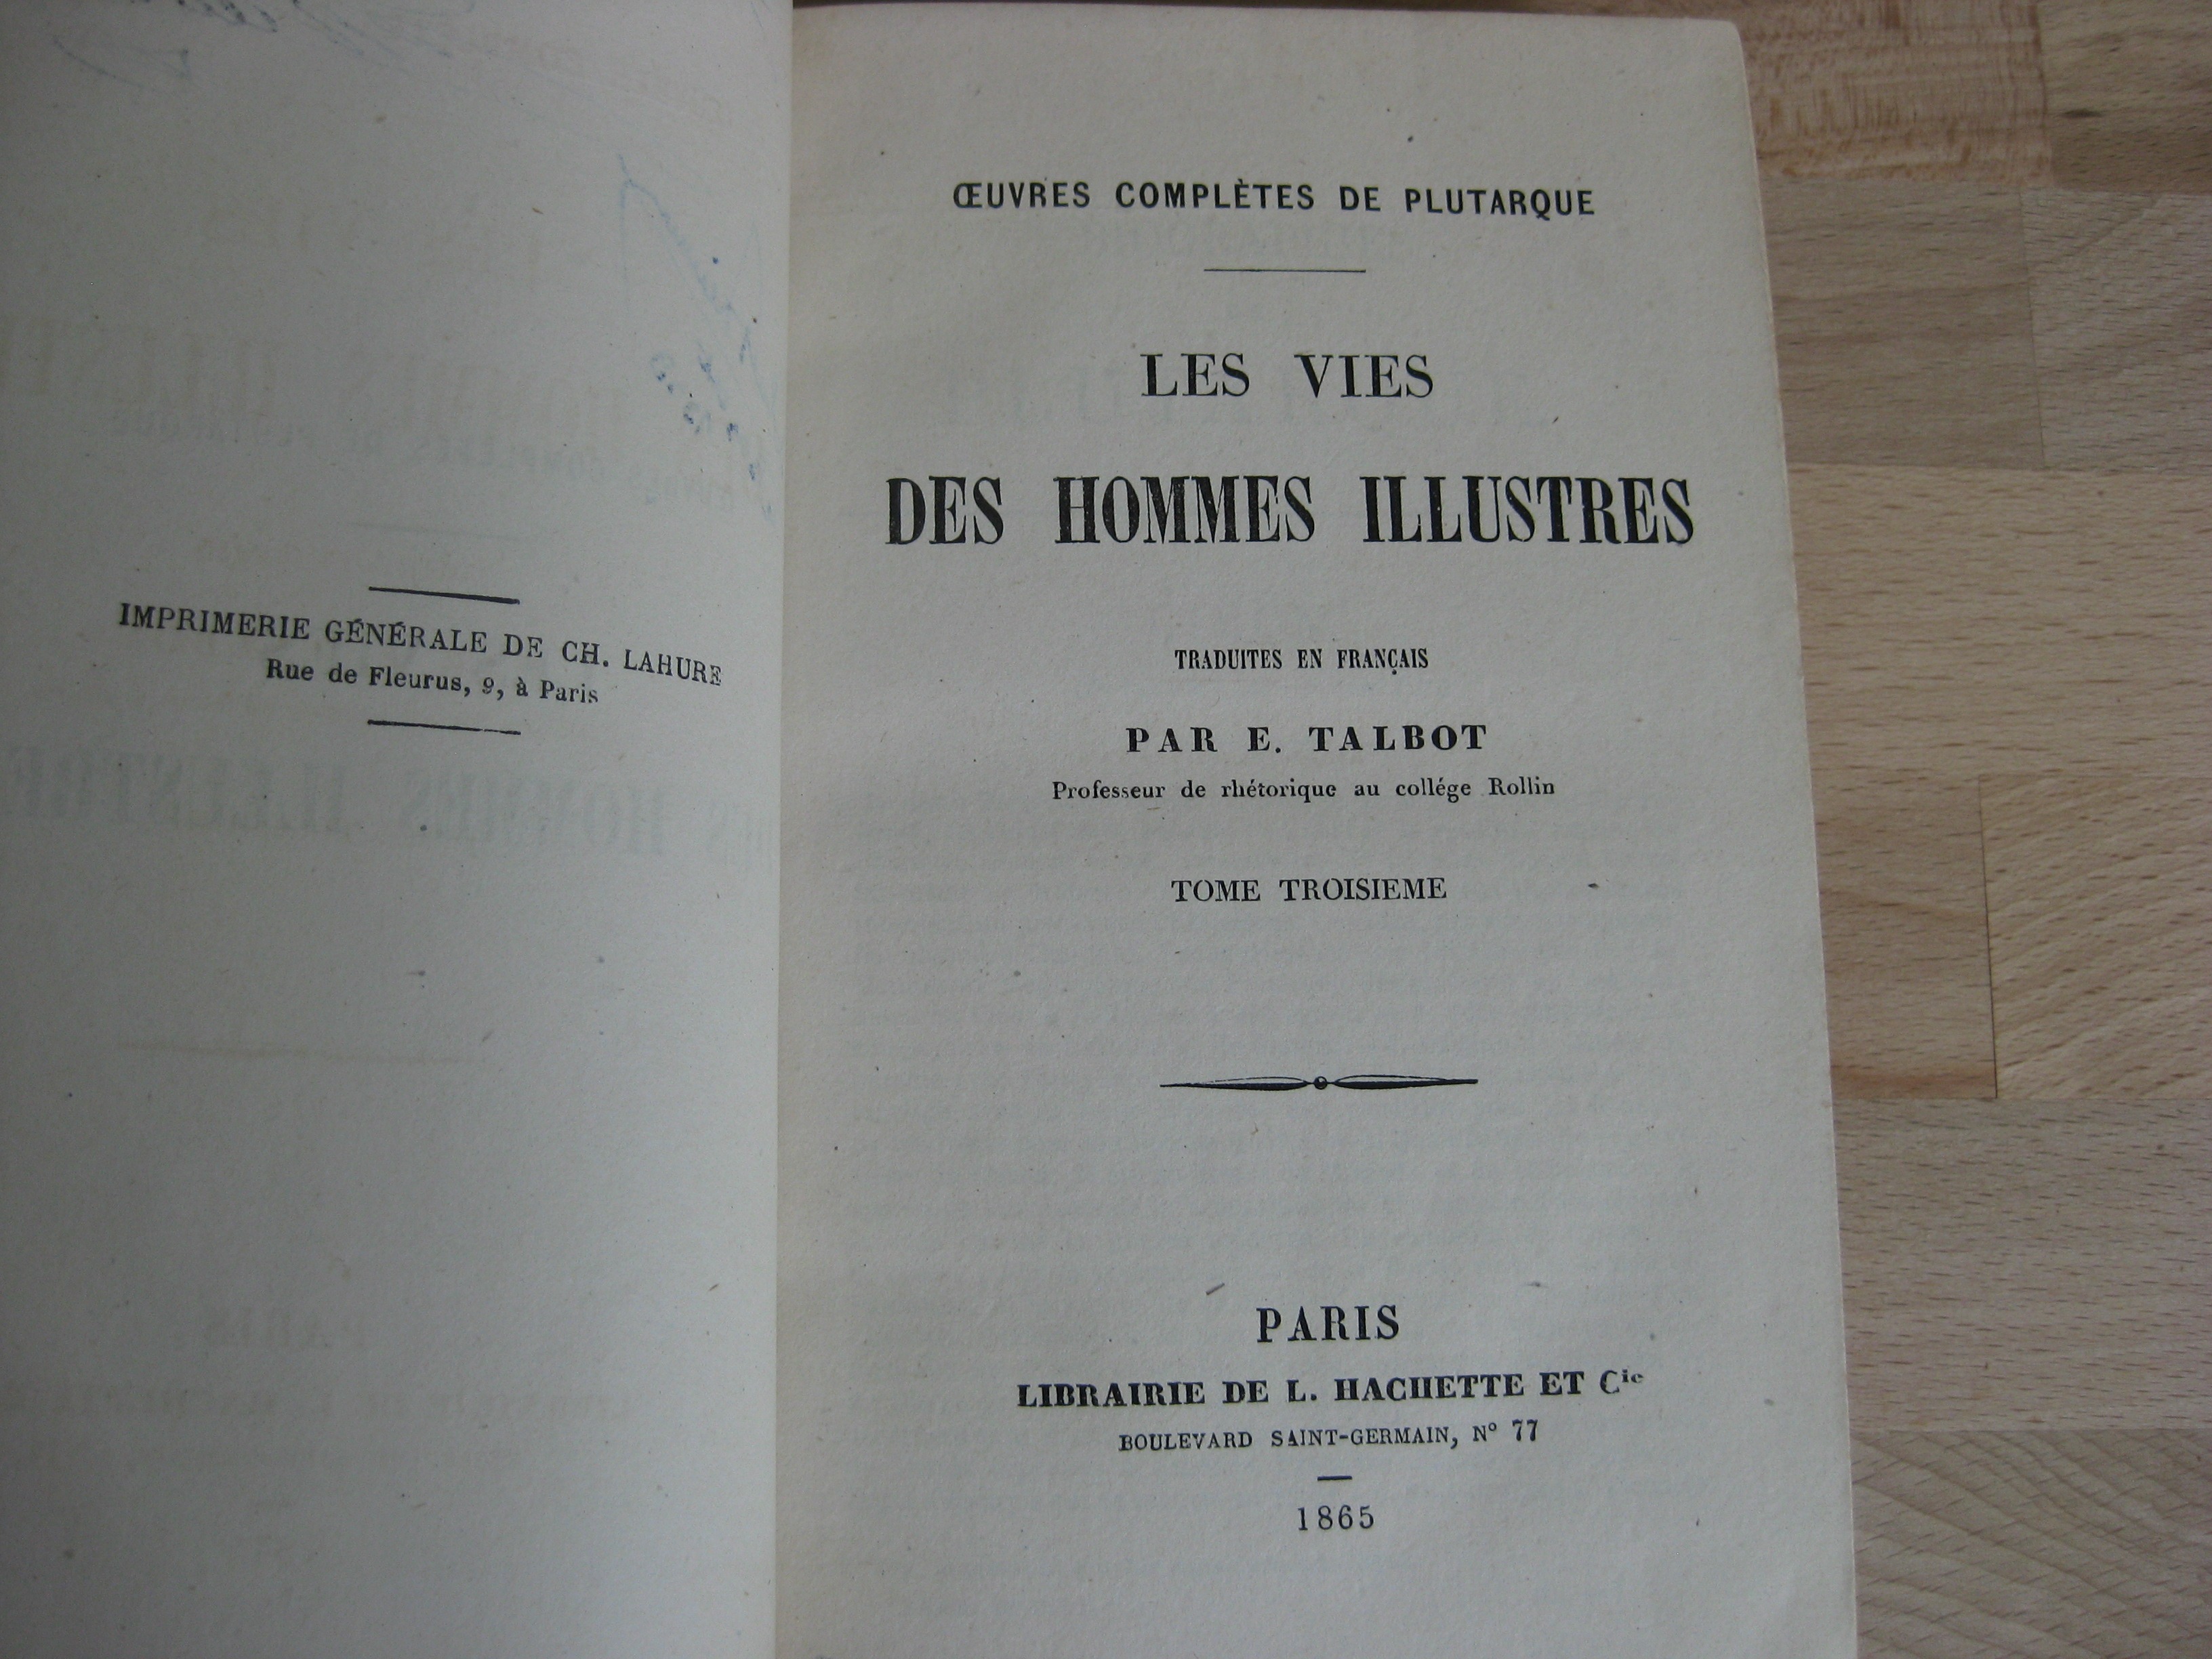 IMPRIMERIE GÉNÉRALE DE CH. LAHURE
Rue de Fleurus, 9, à Paris
ŒUVRES COMPLÈTES DE PLUTARQUE
LES VIES
DES HOMMES ILLUSTRES
TRADUITES EN FRANÇAIS
PAR E. TALBOT
Professeur de rhétorique au collége Rollin
TOME TROISIEME
PARIS
LIBRAIRIE DE L. HACHETTE ET Cie
BOULEVARD SAINT-GERMAIN, N° 77
1865